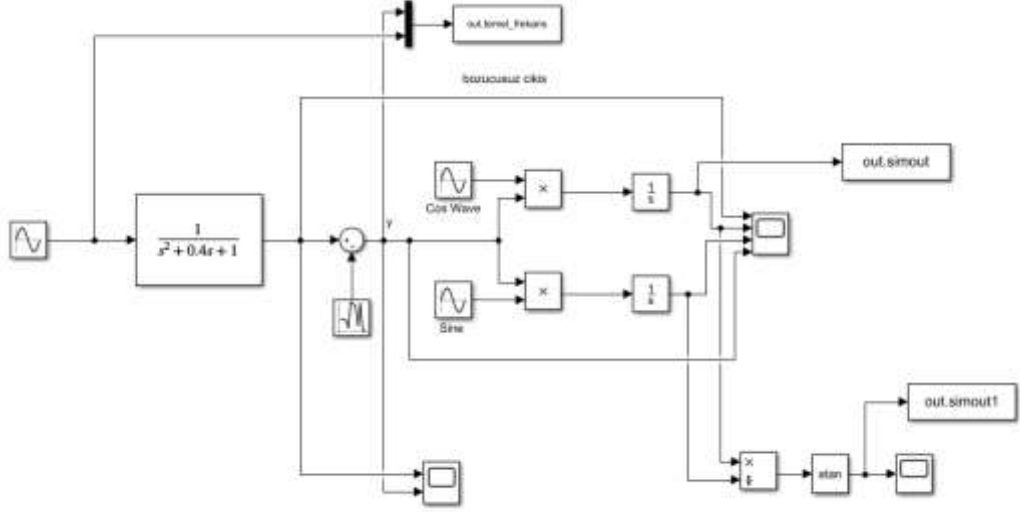 out.temel_frekans
bozucusuz cikis
out.simout
Cos Wave
×
1
s
1
s² + 0.4s + 1
y
×
1
s
Sine
out.simout1
×
÷
atan